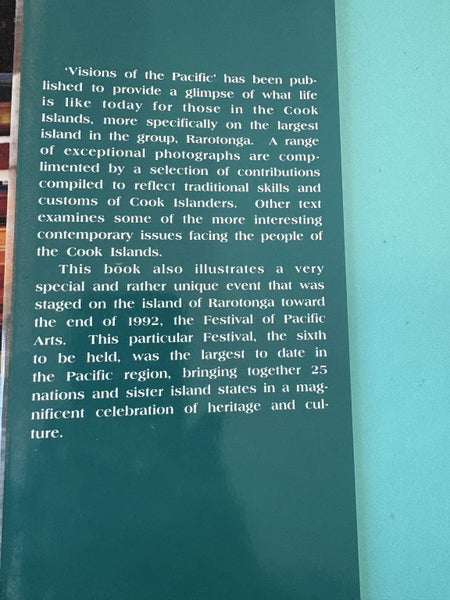 'Visions of the Pacific' has been pub-
lished to provide a glimpse of what life
is like today for those in the Cook
Islands, more specifically on the largest
island in the group, Rarotonga. A range
of exceptional photographs are comp-
limented by a selection of contributions
compiled to reflect traditional skills and
customs of Cook Islanders. Other text
examines some of the more interesting
contemporary issues facing the people of
the Cook Islands.
This book also illustrates a very
special and rather unique event that was
staged on the island of Rarotonga toward
the end of 1992, the Festival of Pacific
Arts. This particular Festival, the sixth
to be held, was the largest to date in
the Pacific region, bringing together 25
nations and sister island states in a mag-
nificent celebration of heritage and cul-
ture.